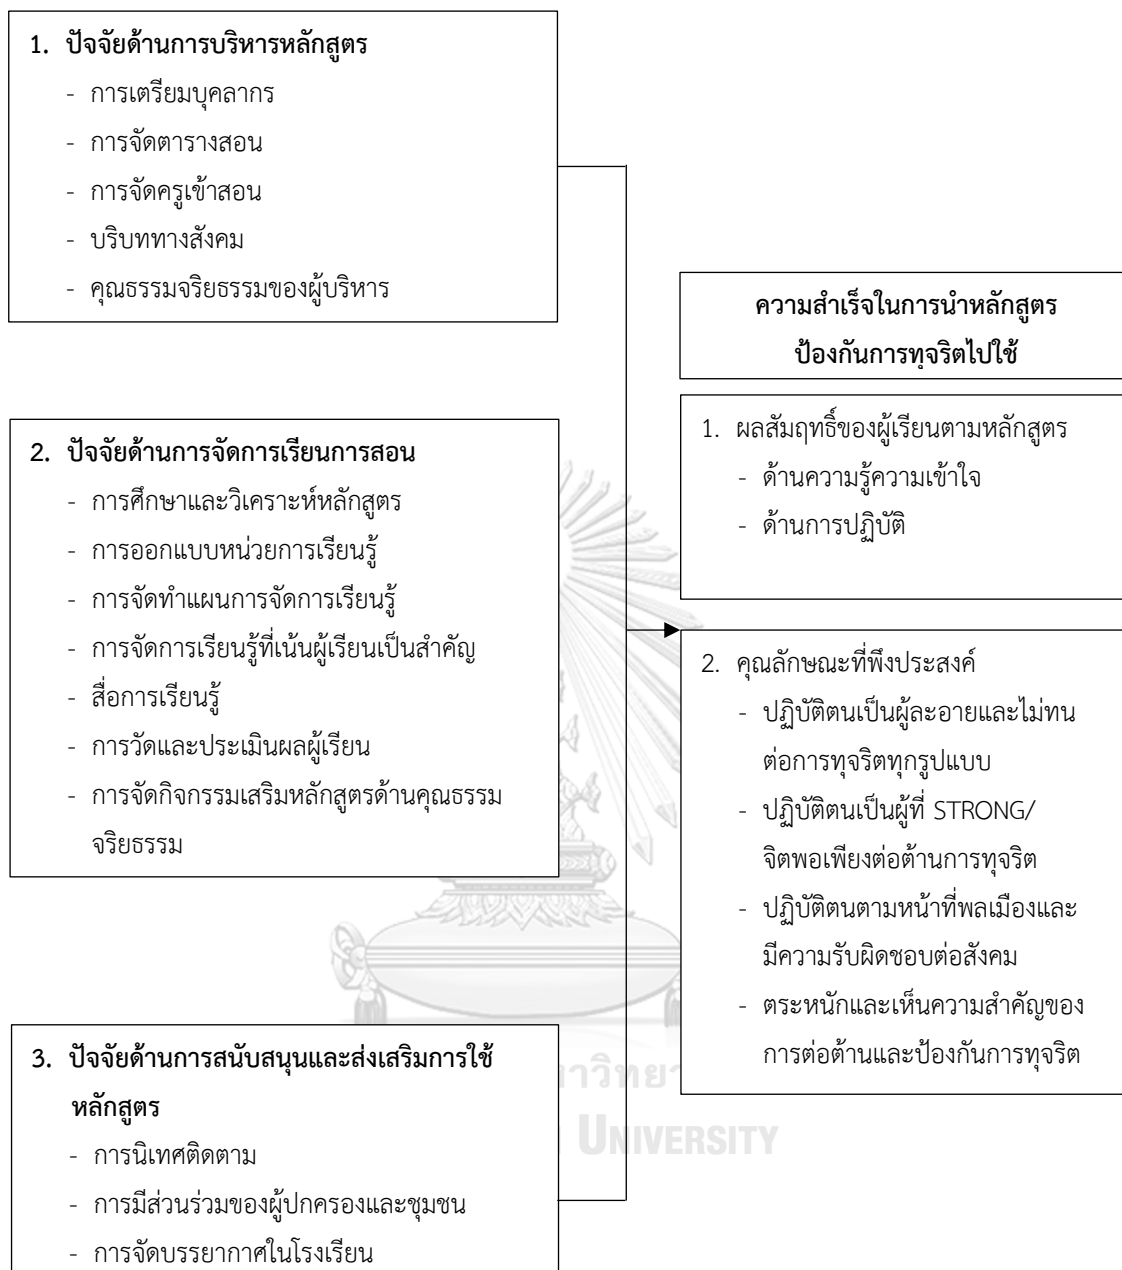 1. ปัจจัยด้านการบริหารหลักสูตร
- การเตรียมบุคลากร
- การจัดตารางสอน
- การจัดครูเข้าสอน
- บริบททางสังคม
- คุณธรรมจริยธรรมของผู้บริหาร
2. ปัจจัยด้านการจัดการเรียนการสอน
- การศึกษาและวิเคราะห์หลักสูตร
- การออกแบบหน่วยการเรียนรู้
- การจัดทำแผนการจัดการเรียนรู้
- การจัดการเรียนรู้ที่เน้นผู้เรียนเป็นสำคัญ
- สื่อการเรียนรู้
- การวัดและประเมินผลผู้เรียน
- การจัดกิจกรรมเสริมหลักสูตรด้านคุณธรรม
จริยธรรม
3. ปัจจัยด้านการสนับสนุนและส่งเสริมการใช้
หลักสูตร
- การนิเทศติดตาม
- การมีส่วนร่วมของผู้ปกครองและชุมชน
- การจัดบรรยากาศในโรงเรียน
ความสำเร็จในการนำหลักสูตร
ป้องกันการทุจริตไปใช้
1. ผลสัมฤทธิ์ของผู้เรียนตามหลักสูตร
- ด้านความรู้ความเข้าใจ
- ด้านการปฏิบัติ
2. คุณลักษณะที่พึงประสงค์
- ปฏิบัติตนเป็นผู้ละอายและไม่ทน
ต่อการทุจริตทุกรูปแบบ
- ปฏิบัติตนเป็นผู้ที่ STRONG/
จิตพอเพียงต่อต้านการทุจริต
- ปฏิบัติตนตามหน้าที่พลเมืองและ
มีความรับผิดชอบต่อสังคม
- ตระหนักและเห็นความสำคัญของ
การต่อต้านและป้องกันการทุจริต
UNIVERSITY